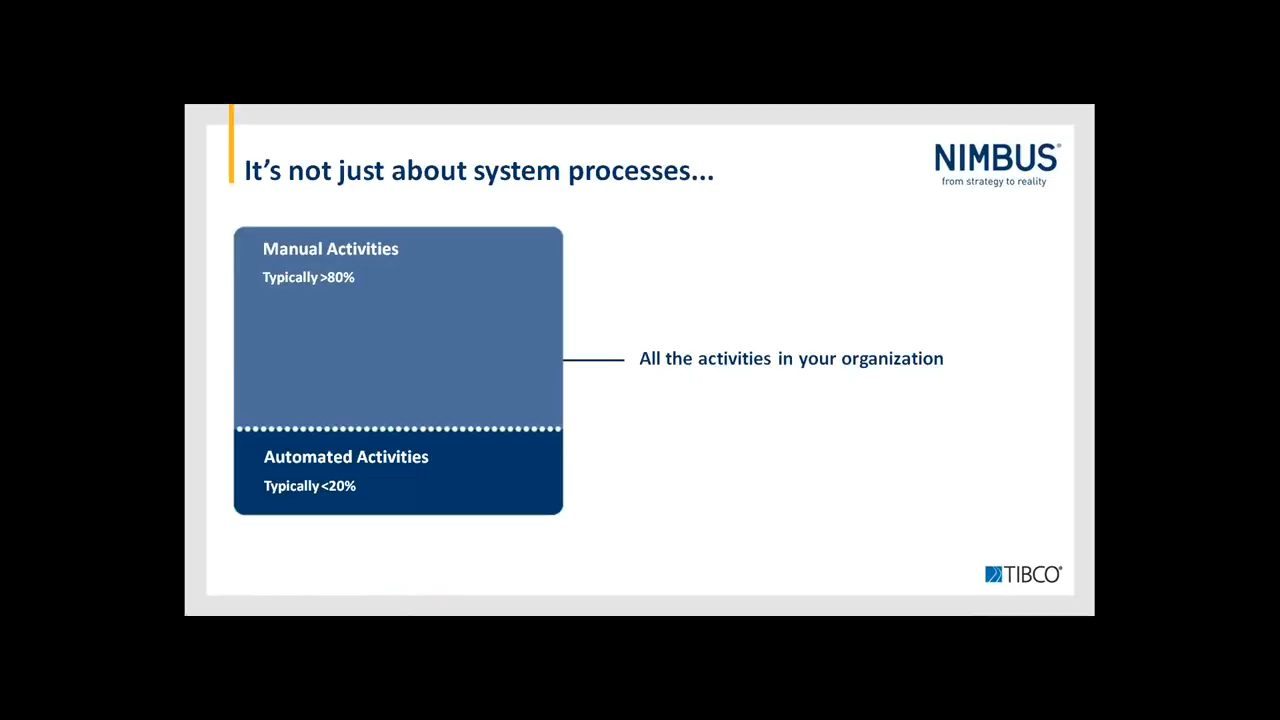 It's not just about system processes...
NIMBUS®
from strategy to reality
Manual Activities
Typically >80%
All the activities in your organization
Automated Activities
Typically <20%
TIBCO®